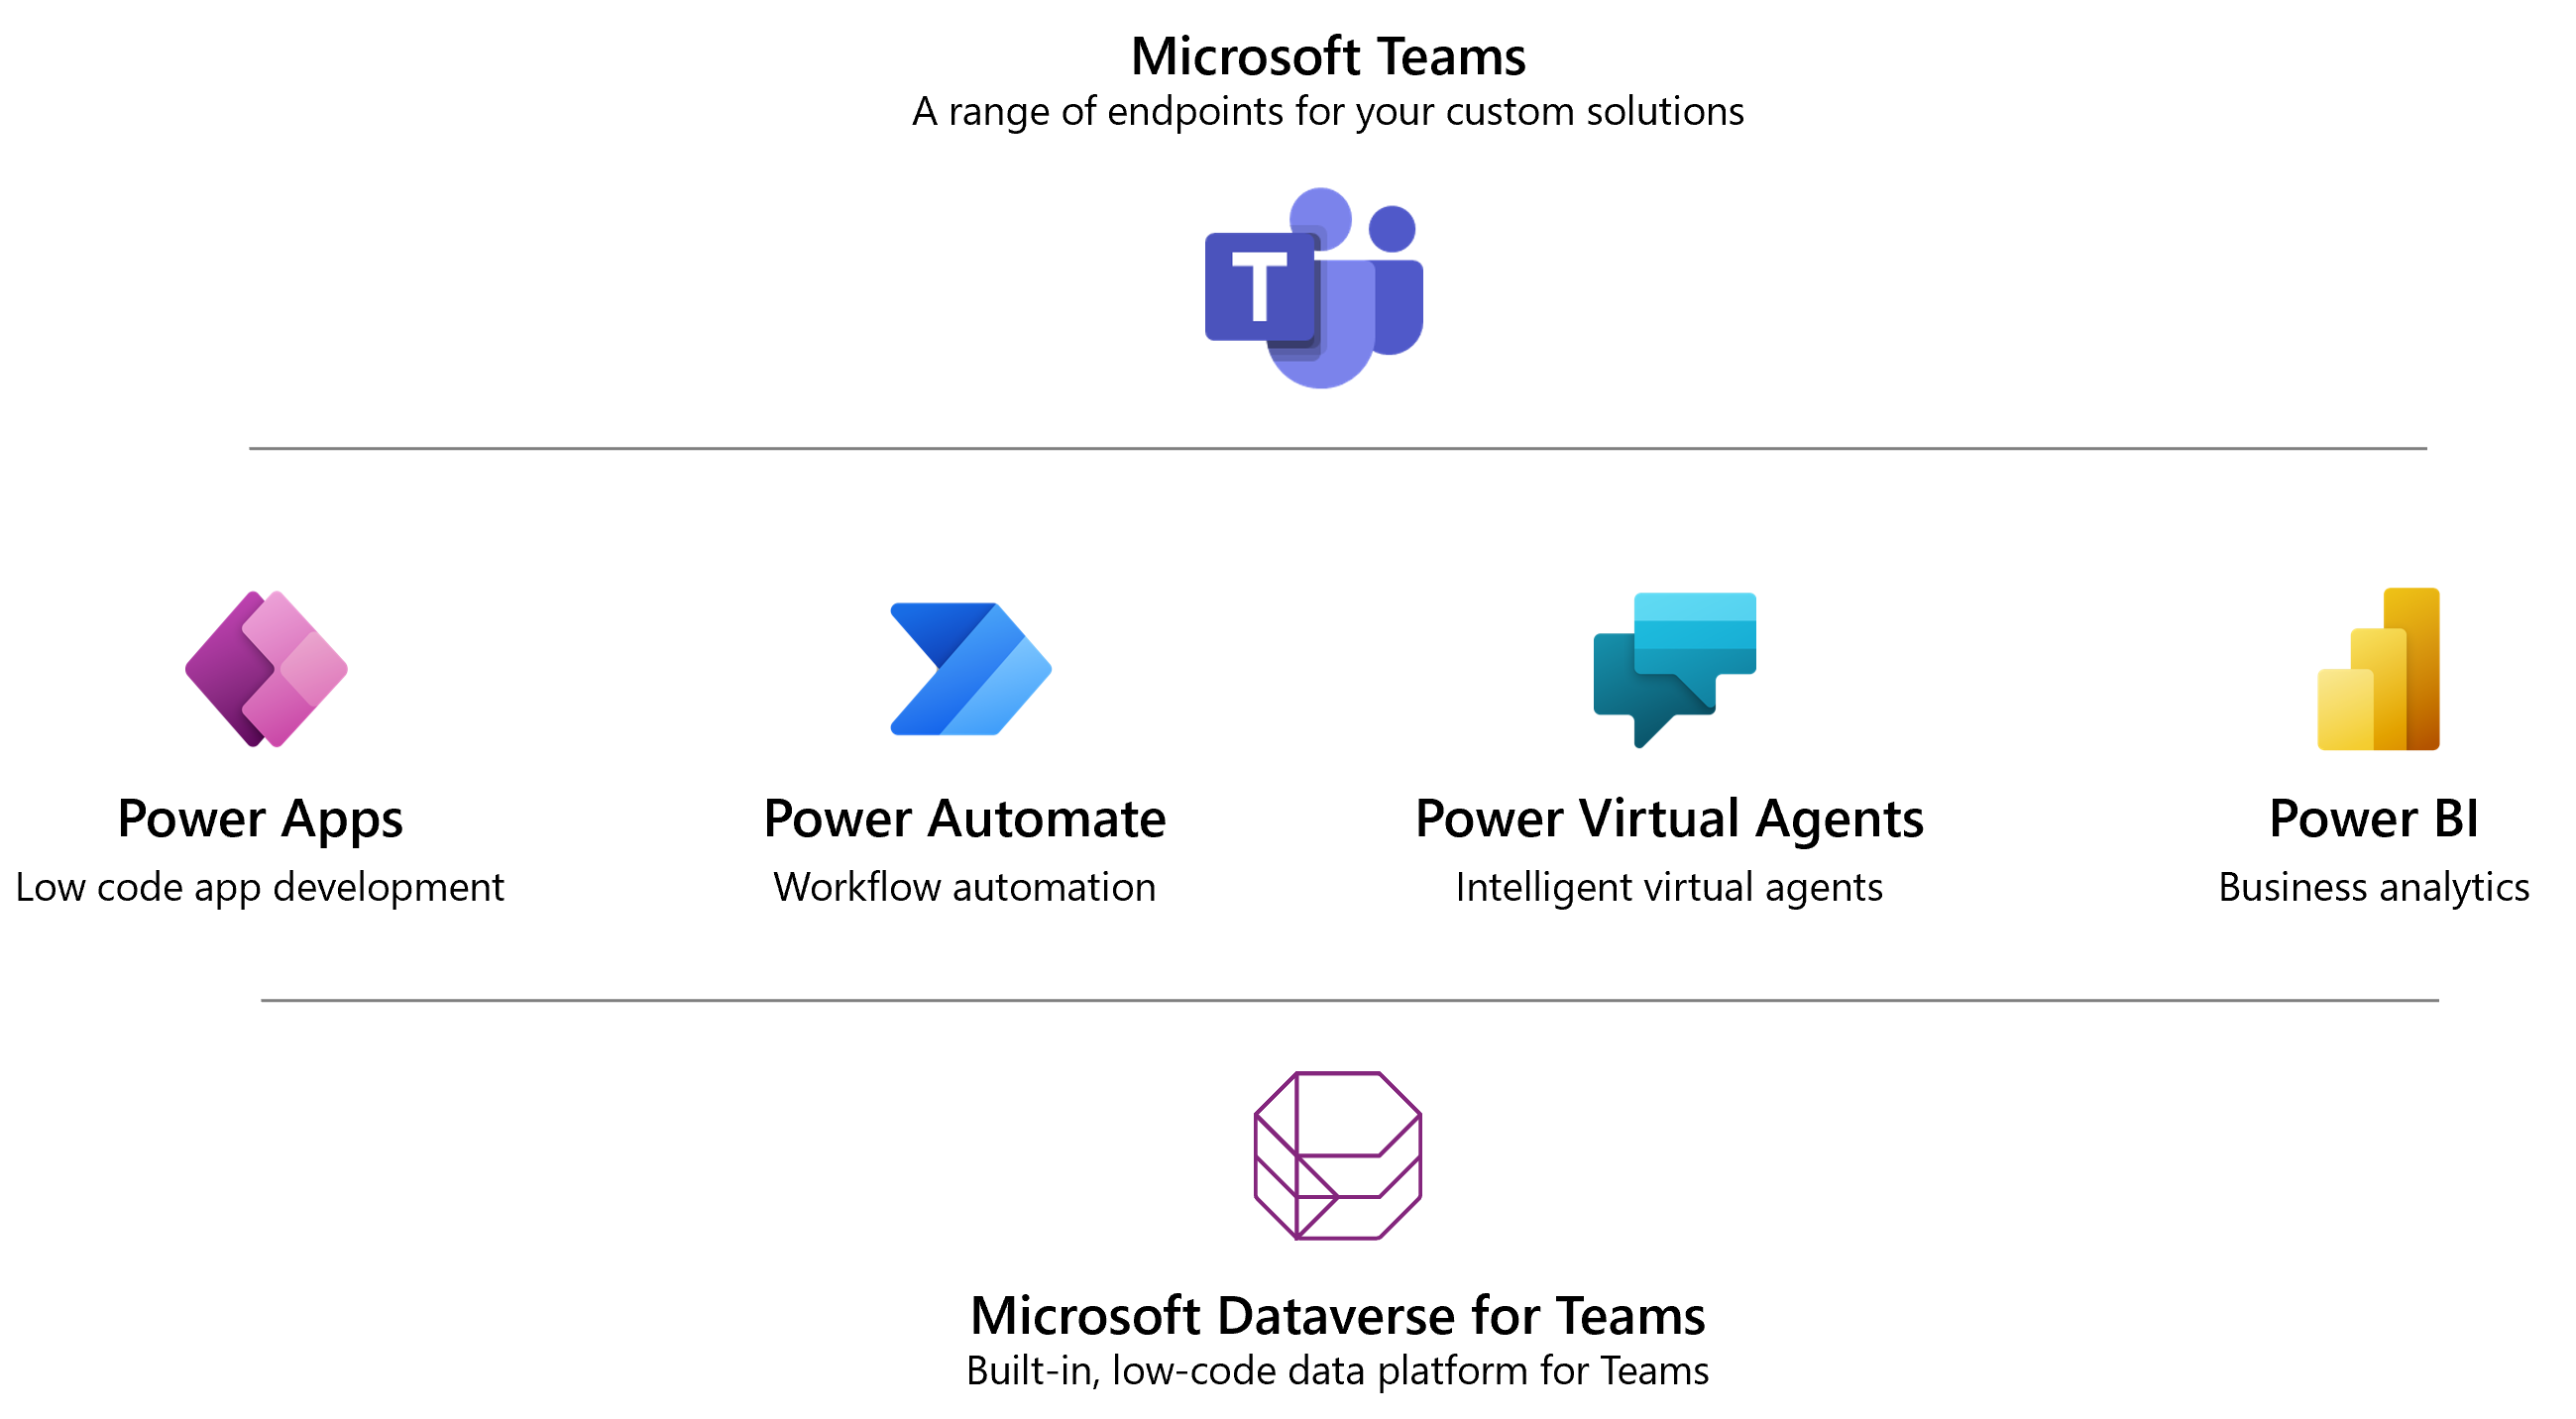 Microsoft Teams
A range of endpoints for your custom solutions
T
Power Apps
Low code app development
Power Automate
Workflow automation
Power Virtual Agents
Intelligent virtual agents
Power BI
Business analytics
Microsoft Dataverse for Teams
Built-in, low-code data platform for Teams